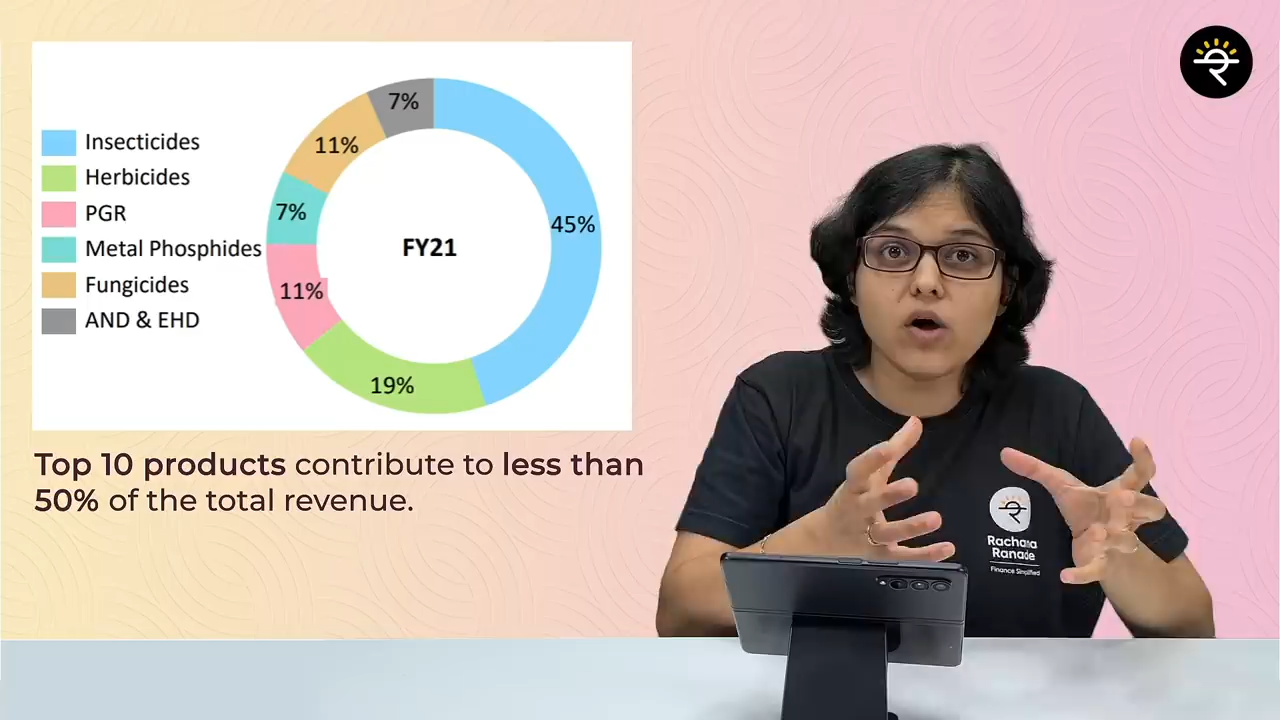 Insecticides
Herbicides
PGR
Metal Phosphides
Fungicides
AND & EHD
7%
11%
7%
11%
19%
45%
FY21
Top 10 products contribute to less than
50% of the total revenue.
र
र
Rachana
Ranade
Finance Simplified